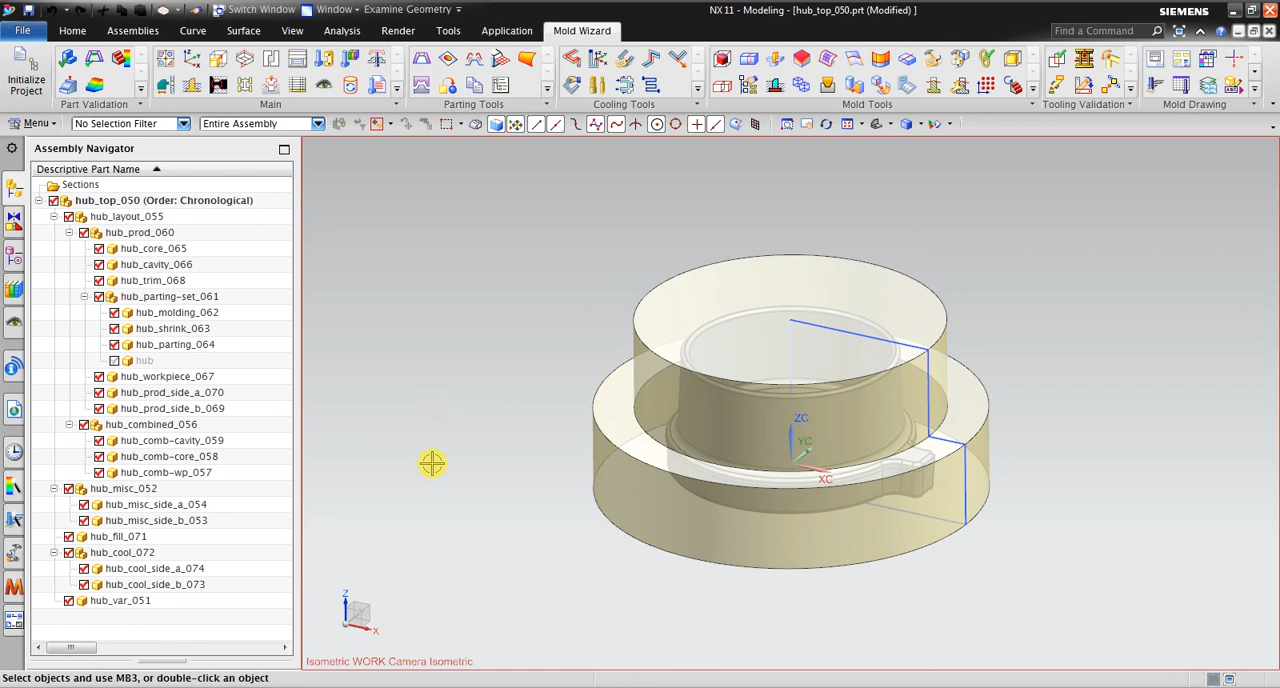 Switch Window Window Examine Geometry
NX 11 - Modeling - [hub_top_050.prt (Modified) ]
SIEMENS
File Home Assemblies Curve Surface View Analysis Render Tools Application Mold Wizard
Find a Command
Initialize
Project
Part Validation Main Parting Tools Cooling Tools Mold Tools Tooling Validation Mold Drawing
Menu No Selection Filter Entire Assembly
Assembly Navigator
Descriptive Part Name
Sections
hub_top_050 (Order: Chronological)
hub_layout_055
hub_prod_060
hub_core_065
hub_cavity_066
hub_trim_068
hub_parting-set_061
hub_molding_062
hub_shrink_063
hub_parting_064
hub
hub_workpiece_067
hub_prod_side_a_070
hub_prod_side_b_069
hub_combined_056
hub_comb-cavity_059
hub_comb-core_058
hub_comb-wp_057
hub_misc_052
hub_misc_side_a_054
hub_misc_side_b_053
hub_fill_071
hub_cool_072
hub_cool_side_a_074
hub_cool_side_b_073
hub_var_051
ZC
YC
XC
Z
X
Isometric WORK Camera Isometric
Select objects and use MB3, or double-click an object